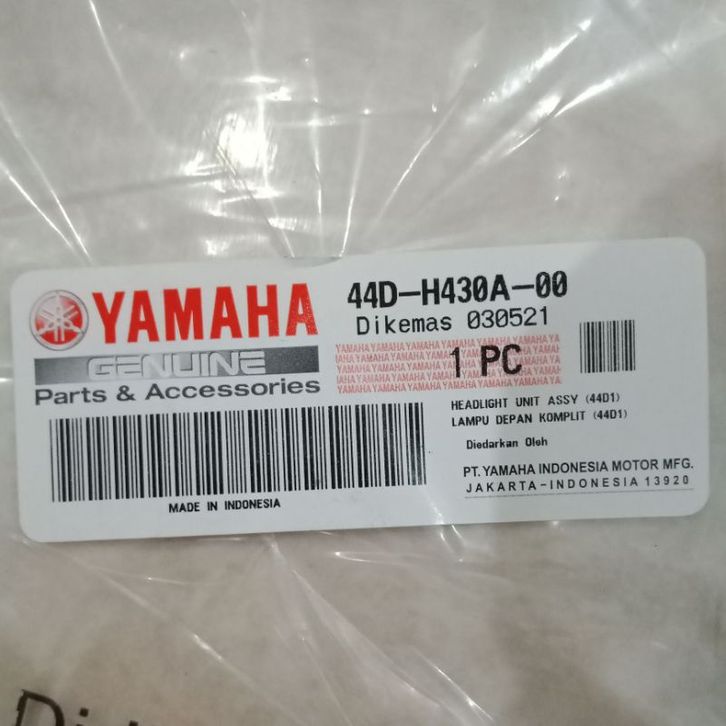 YAMAHA
GENUINE
Parts & Accessories
44D-H430A-00
Dikemas 030521
1 PC
HEADLIGHT UNIT ASSY (44D1)
LAMPU DEPAN KOMPLIT (44D1)
Diedarkan Oleh
PT. YAMAHA INDONESIA MOTOR MFG.
JAKARTA-INDONESIA 13920
MADE IN INDONESIA